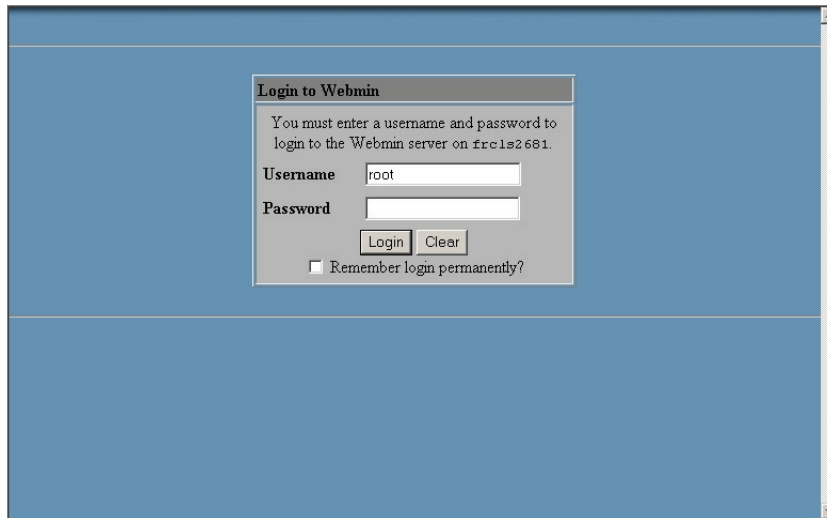 Login to Webmin
You must enter a username and password to
login to the Webmin server on frcls2681.
Username root
Password
Login Clear
Remember login permanently?